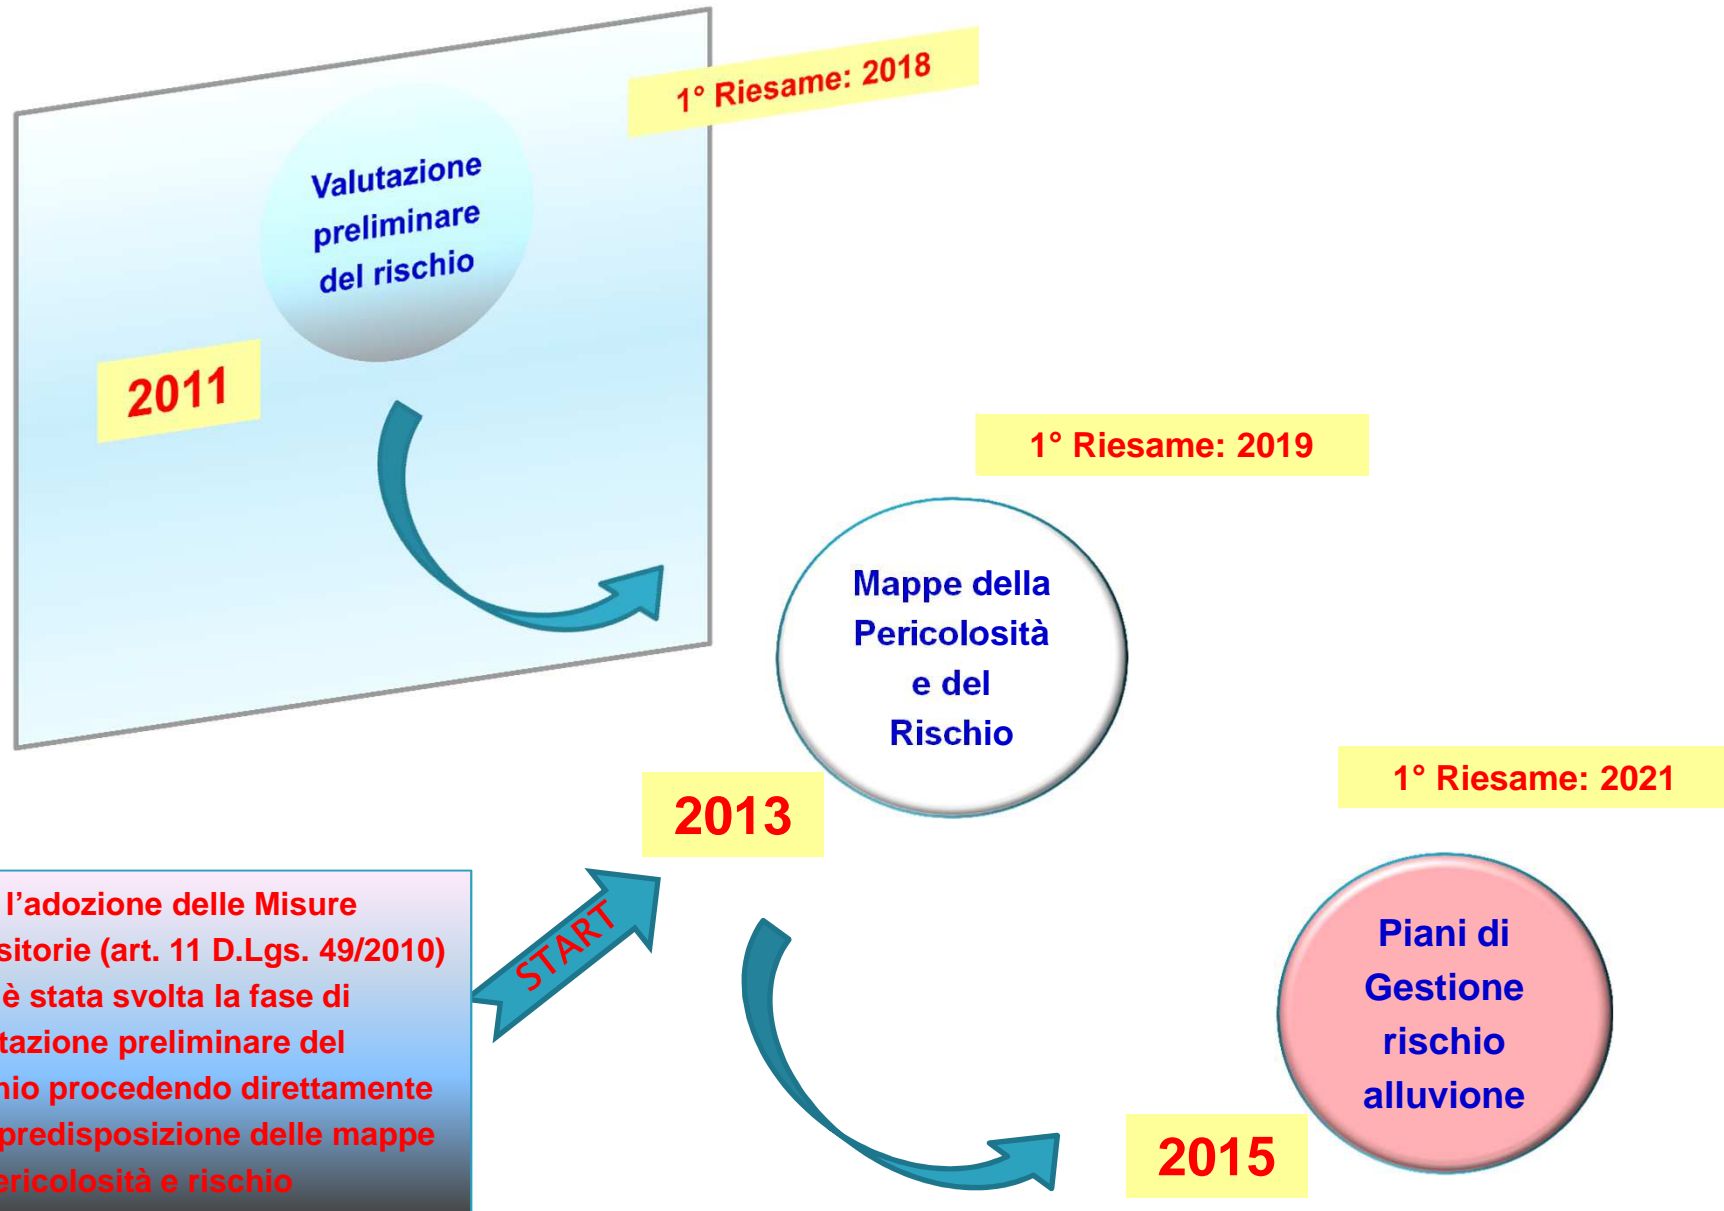 1° Riesame: 2018
Valutazione
preliminare
del rischio
2011
1° Riesame: 2019
Mappe della
Pericolosità
e del
Rischio
2013
1° Riesame: 2021
START
l’adozione delle Misure
sitorie (art. 11 D.Lgs. 49/2010)
è stata svolta la fase di
tazione preliminare del
hio procedendo direttamente
predisposizione delle mappe
ericolosità e rischio
Piani di
Gestione
rischio
alluvione
2015